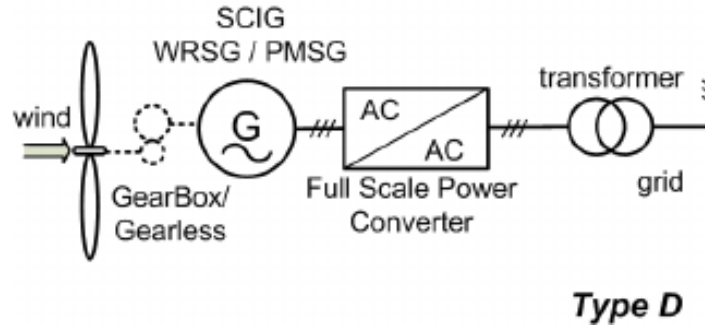 SCIG
WRSG / PMSG
transformer
wind
G
AC
AC
GearBox/
Gearless
Full Scale Power
Converter
grid
Type D